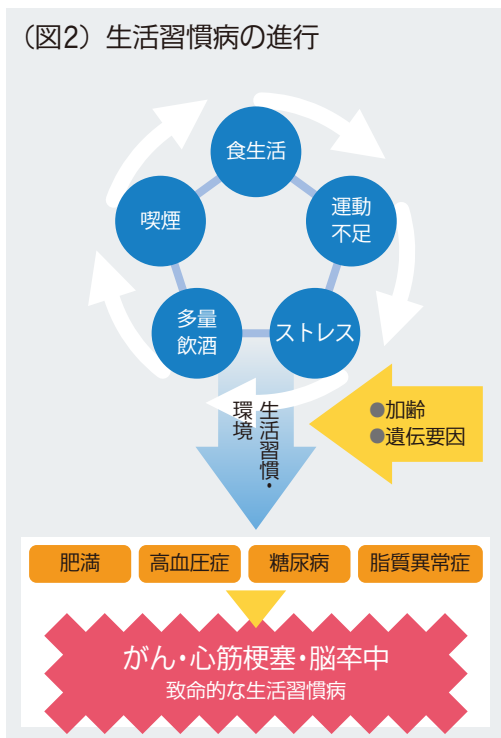 （図2）生活習慣病の進行
食生活
運動
不足
ストレス
多量
飲酒
喫煙
生活習慣・
環境
●加齢
●遺伝要因
肥満
高血圧症
糖尿病
脂質異常症
がん・心筋梗塞・脳卒中
致命的な生活習慣病